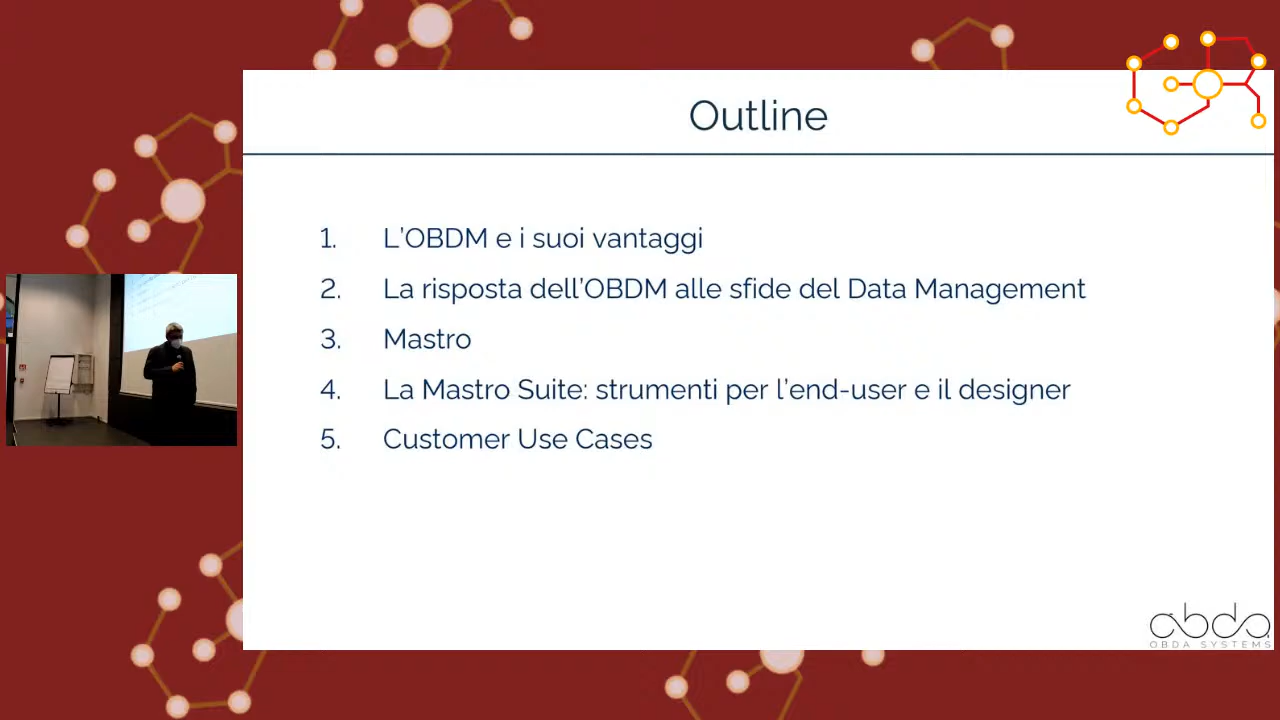 Outline
1. L'OBDM e i suoi vantaggi
2. La risposta dell'OBDM alle sfide del Data Management
3. Mastro
4. La Mastro Suite: strumenti per l'end-user e il designer
5. Customer Use Cases
obda
OBDA SYSTEMS